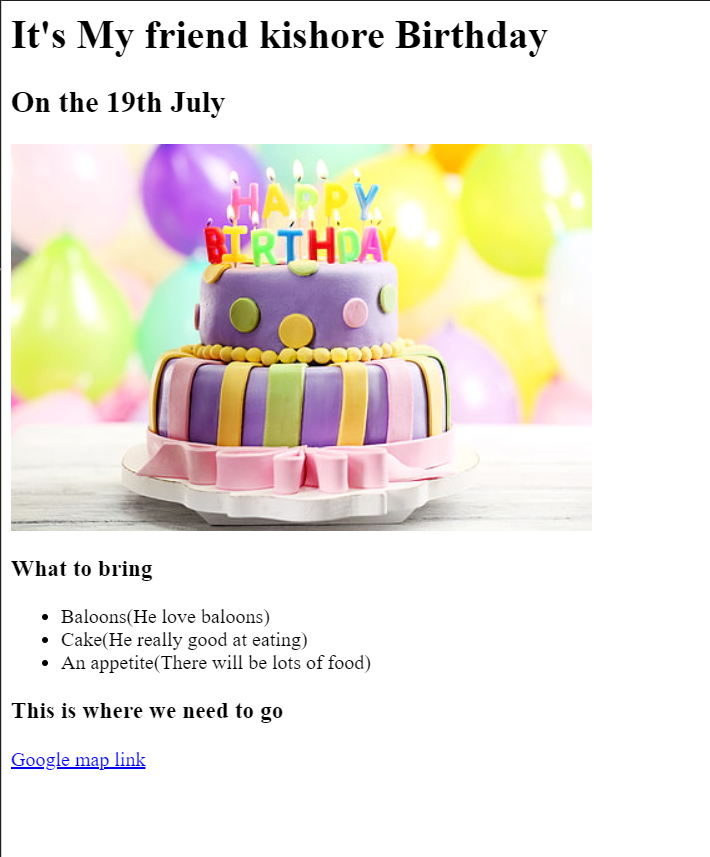 It's My friend kishore Birthday
On the 19th July
HAPPY
BIRTHDAY
What to bring
Baloons(He love baloons)
Cake(He really good at eating)
An appetite(There will be lots of food)
This is where we need to go
Google map link